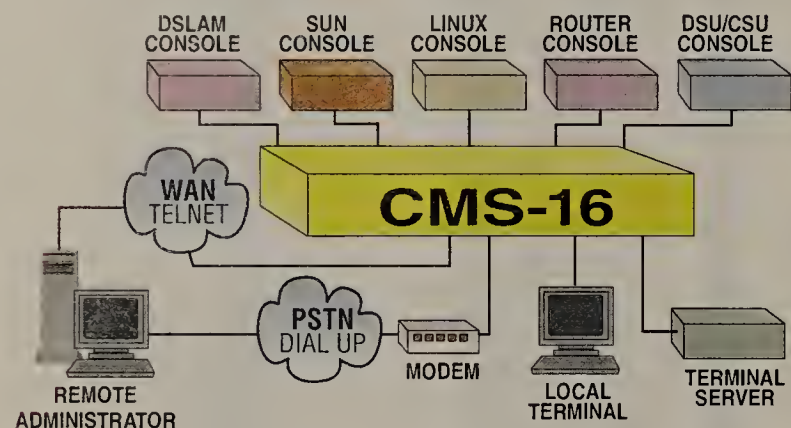 DSLAM
CONSOLE
SUN
CONSOLE
LINUX
CONSOLE
ROUTER
CONSOLE
DSU/CSU
CONSOLE
CMS-16
WAN
TELNET
PSTN
DIAL UP
MODEM
REMOTE
ADMINISTRATOR
LOCAL
TERMINAL
TERMINAL
SERVER